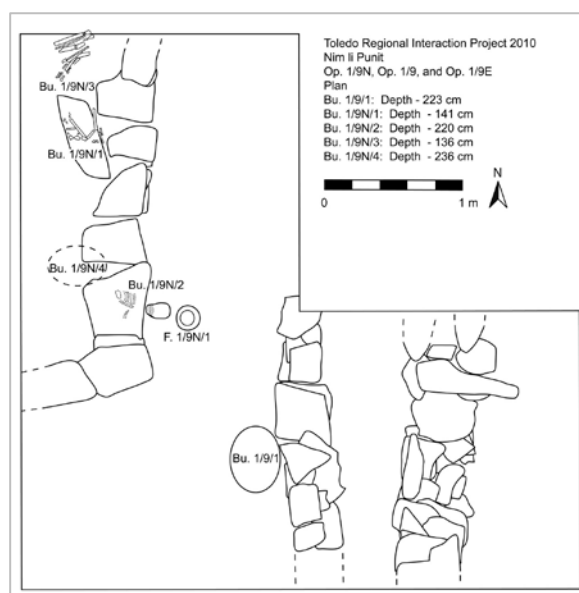 Toledo Regional Interaction Project 2010
Nim li Punit
Op. 1/9N, Op. 1/9, and Op. 1/9E
Plan
Bu. 1/9/1: Depth - 223 cm
Bu. 1/9N/1: Depth - 141 cm
Bu. 1/9N/2: Depth - 220 cm
Bu. 1/9N/3: Depth - 136 cm
Bu. 1/9N/4: Depth - 236 cm
N
0 1 m
Bu. 1/9N/3
Bu. 1/9N/1
Bu. 1/9N/4
Bu. 1/9N/2
F. 1/9N/1
Bu. 1/9/1